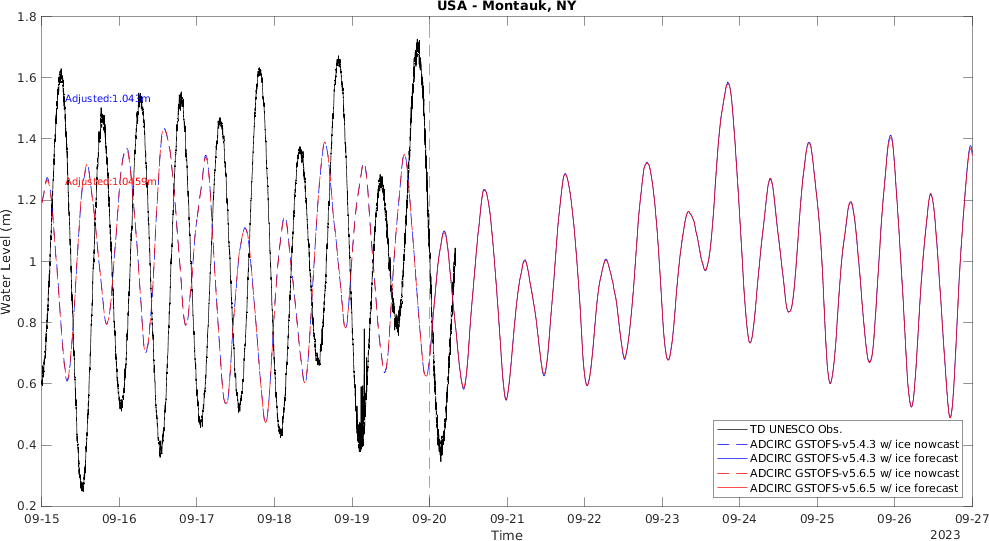 USA - Montauk, NY
1.8
1.6
1.4
1.2
1
0.8
0.6
0.4
0.2
Water Level (m)
Adjusted:1.043m
Adjusted:1.0459m
TD UNESCO Obs.
ADCIRC GSTOFS-v5.4.3 w/ ice nowcast
ADCIRC GSTOFS-v5.4.3 w/ ice forecast
ADCIRC GSTOFS-v5.6.5 w/ ice nowcast
ADCIRC GSTOFS-v5.6.5 w/ ice forecast
09-15 09-16 09-17 09-18 09-19 09-20 09-21 09-22 09-23 09-24 09-25 09-26 09-27
Time
2023